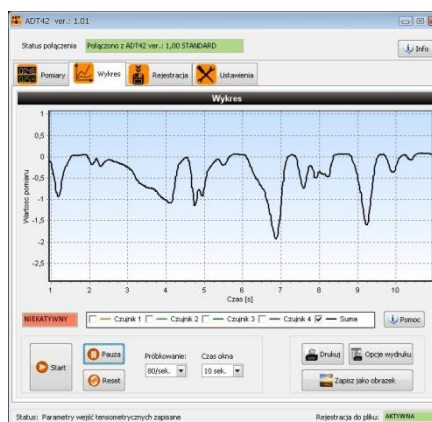 ADT42 ver.: 1.01
Status połączenia
Połączono z ADT42 ver.: 1,00 STANDARD
Info
Pomiary
Wykres
Rejestracja
Ustawienia
Wykres
1
0,5
0
-0,5
-1
-1,5
-2
-2,5
Wartosc pomiaru
1 2 3 4 5 6 7 8 9 10
Czas [s]
NIEKATYWNY
Czujnik 1
Czujnik 2
Czujnik 3
Czujnik 4
Suma
Pomoc
Start
Pauza
Reset
Próbkowanie:
80/sek.
Czas okna
10 sek.
Drukuj
Opcje wydruku
Zapisz jako obrazek
Status: Parametry wejść tensometrycznych zapisane
Rejestracja do pliku: AKTYWNA